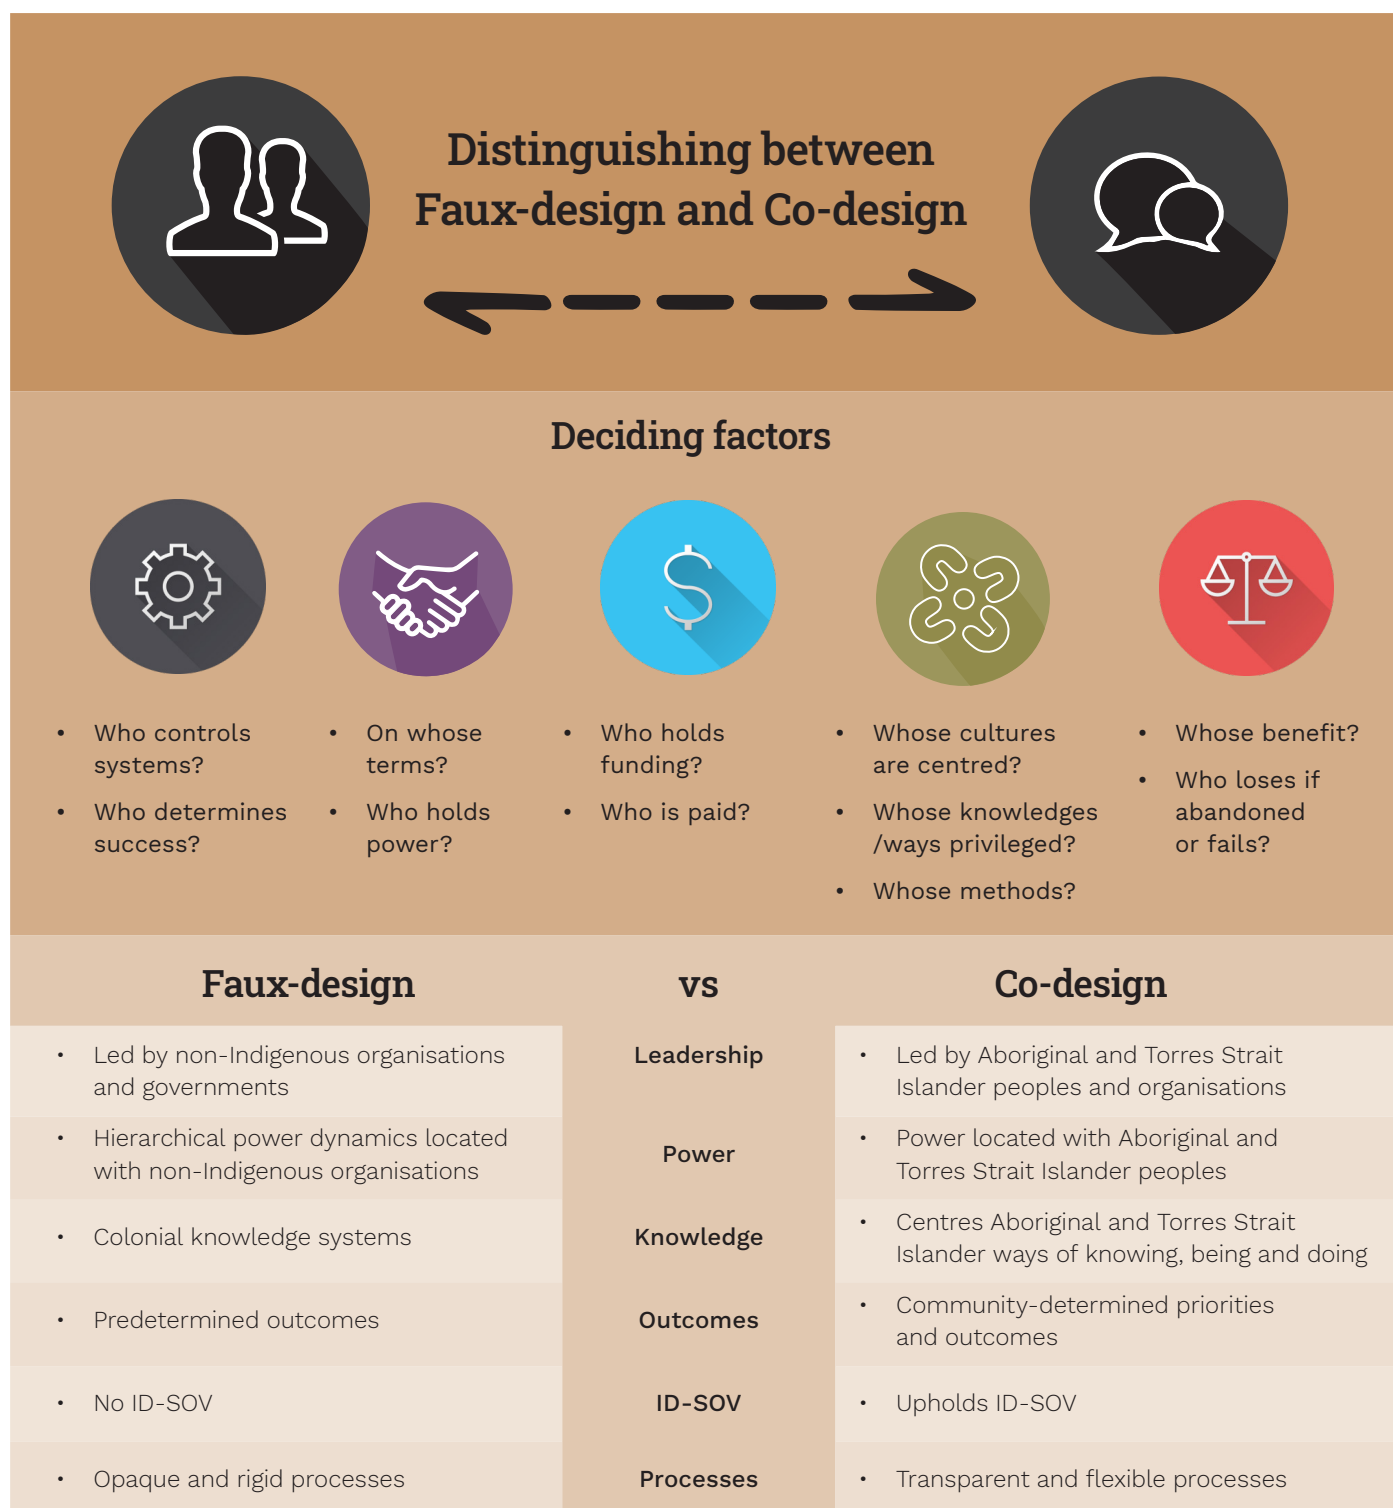 Distinguishing between
Faux-design and Co-design
Deciding factors
• Who controls
systems?
• Who determines
success?
• On whose
terms?
• Who holds
power?
• Who holds
funding?
• Who is paid?
• Whose cultures
are centred?
• Whose knowledges
/ways privileged?
• Whose methods?
• Whose benefit?
• Who loses if
abandoned
or fails?
Faux-design vs Co-design
• Led by non-Indigenous organisations
and governments
Leadership
• Led by Aboriginal and Torres Strait
Islander peoples and organisations
• Hierarchical power dynamics located
with non-Indigenous organisations
Power
• Power located with Aboriginal and
Torres Strait Islander peoples
• Colonial knowledge systems
Knowledge
• Centres Aboriginal and Torres Strait
Islander ways of knowing, being and doing
• Predetermined outcomes
Outcomes
• Community-determined priorities
and outcomes
• No ID-SOV
ID-SOV
• Upholds ID-SOV
• Opaque and rigid processes
Processes
• Transparent and flexible processes